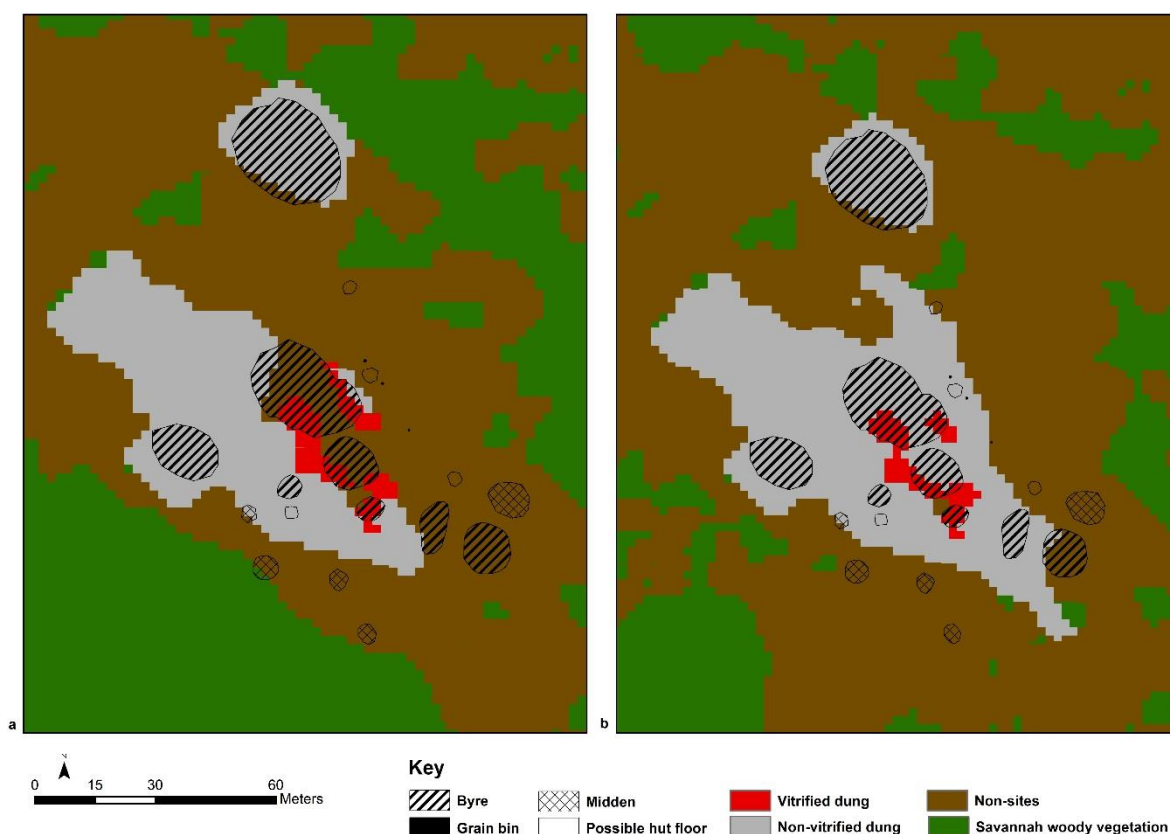 a
b
N
0 15 30 60
Meters
Key
Byre
Midden
Vitrified dung
Non-sites
Grain bin
Possible hut floor
Non-vitrified dung
Savannah woody vegetation